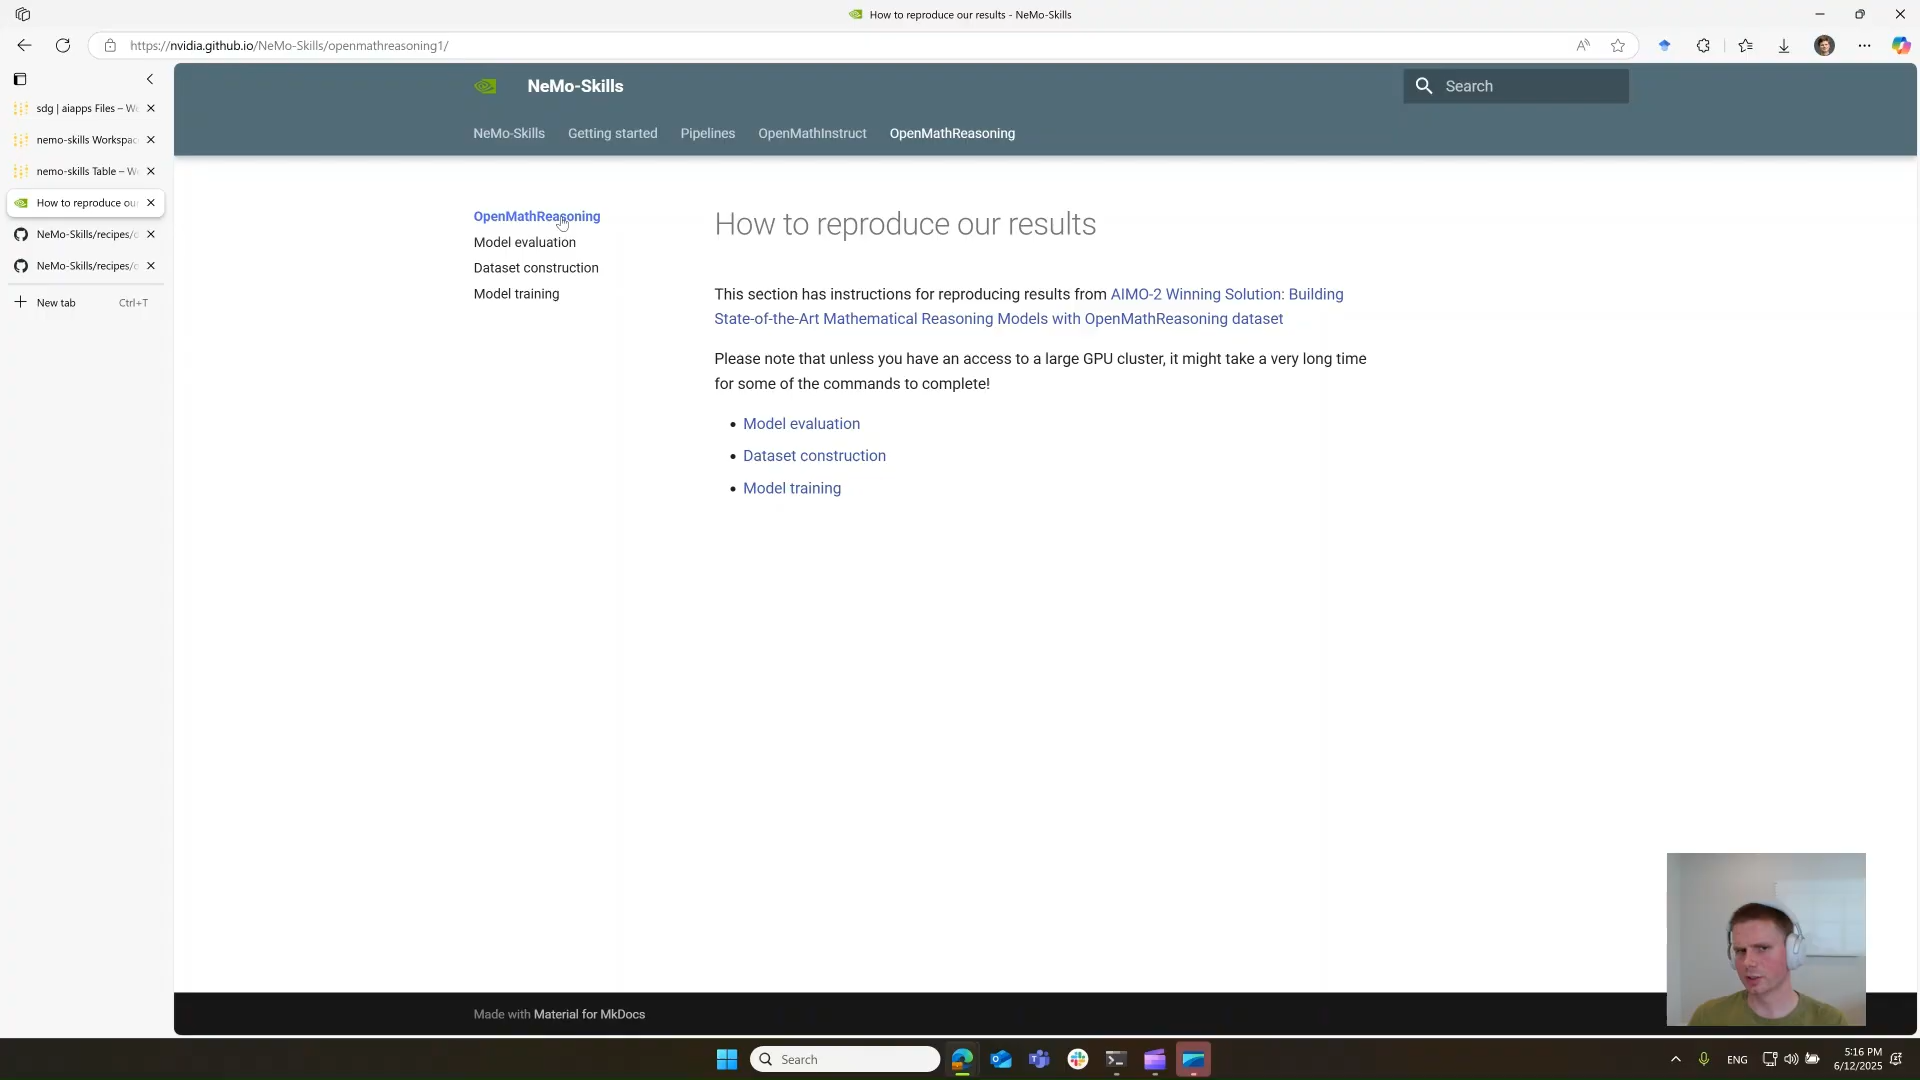 How to reproduce our results - NeMo-Skills
https://nvidia.github.io/NeMo-Skills/openmathreasoning1/
sdg | aiapps Files – W
nemo-skills Workspac
nemo-skills Table – W
How to reproduce ou
NeMo-Skills/recipes/o
NeMo-Skills/recipes/o
New tab Ctrl+T
NeMo-Skills
Search
NeMo-Skills Getting started Pipelines OpenMathInstruct OpenMathReasoning
OpenMathReasoning
Model evaluation
Dataset construction
Model training
How to reproduce our results
This section has instructions for reproducing results from AIMO-2 Winning Solution: Building
State-of-the-Art Mathematical Reasoning Models with OpenMathReasoning dataset
Please note that unless you have an access to a large GPU cluster, it might take a very long time
for some of the commands to complete!
Model evaluation
Dataset construction
Model training
Made with Material for MkDocs
Search
ENG
5:16 PM
6/12/2025